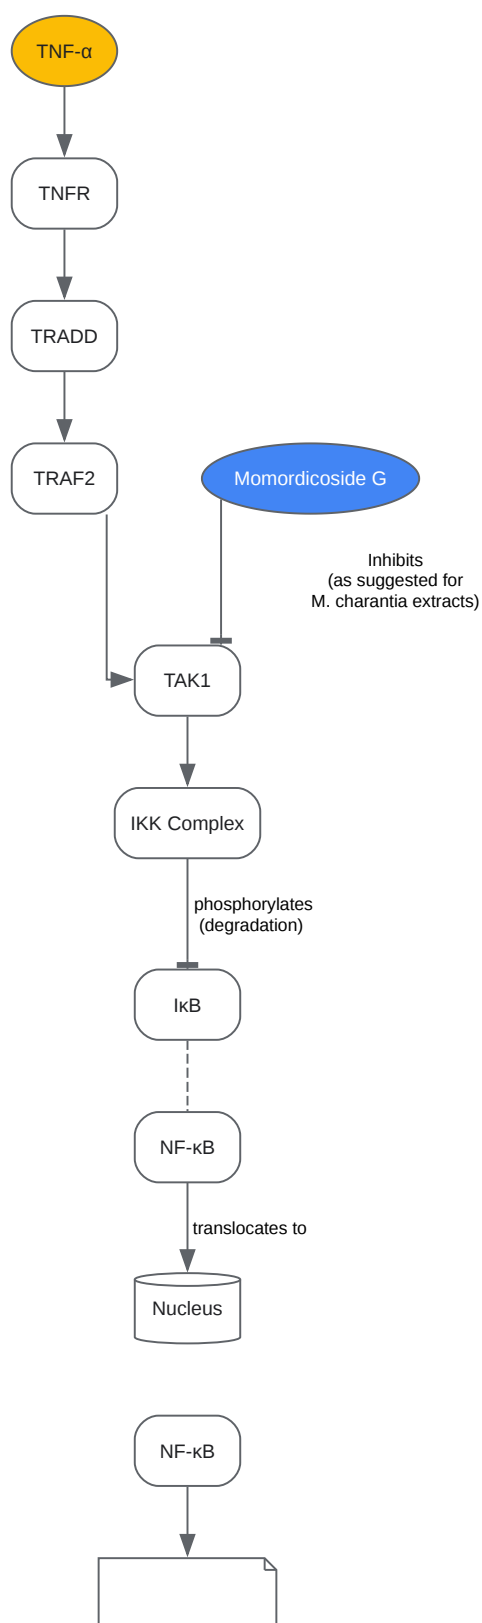 TNF-α
TNFR
TRADD
TRAF2
Momordicoside G
Inhibits
(as suggested for
M. charantia extracts)
TAK1
IKK Complex
phosphorylates
(degradation)
IκB
NF-κB
translocates to
Nucleus
NF-κB